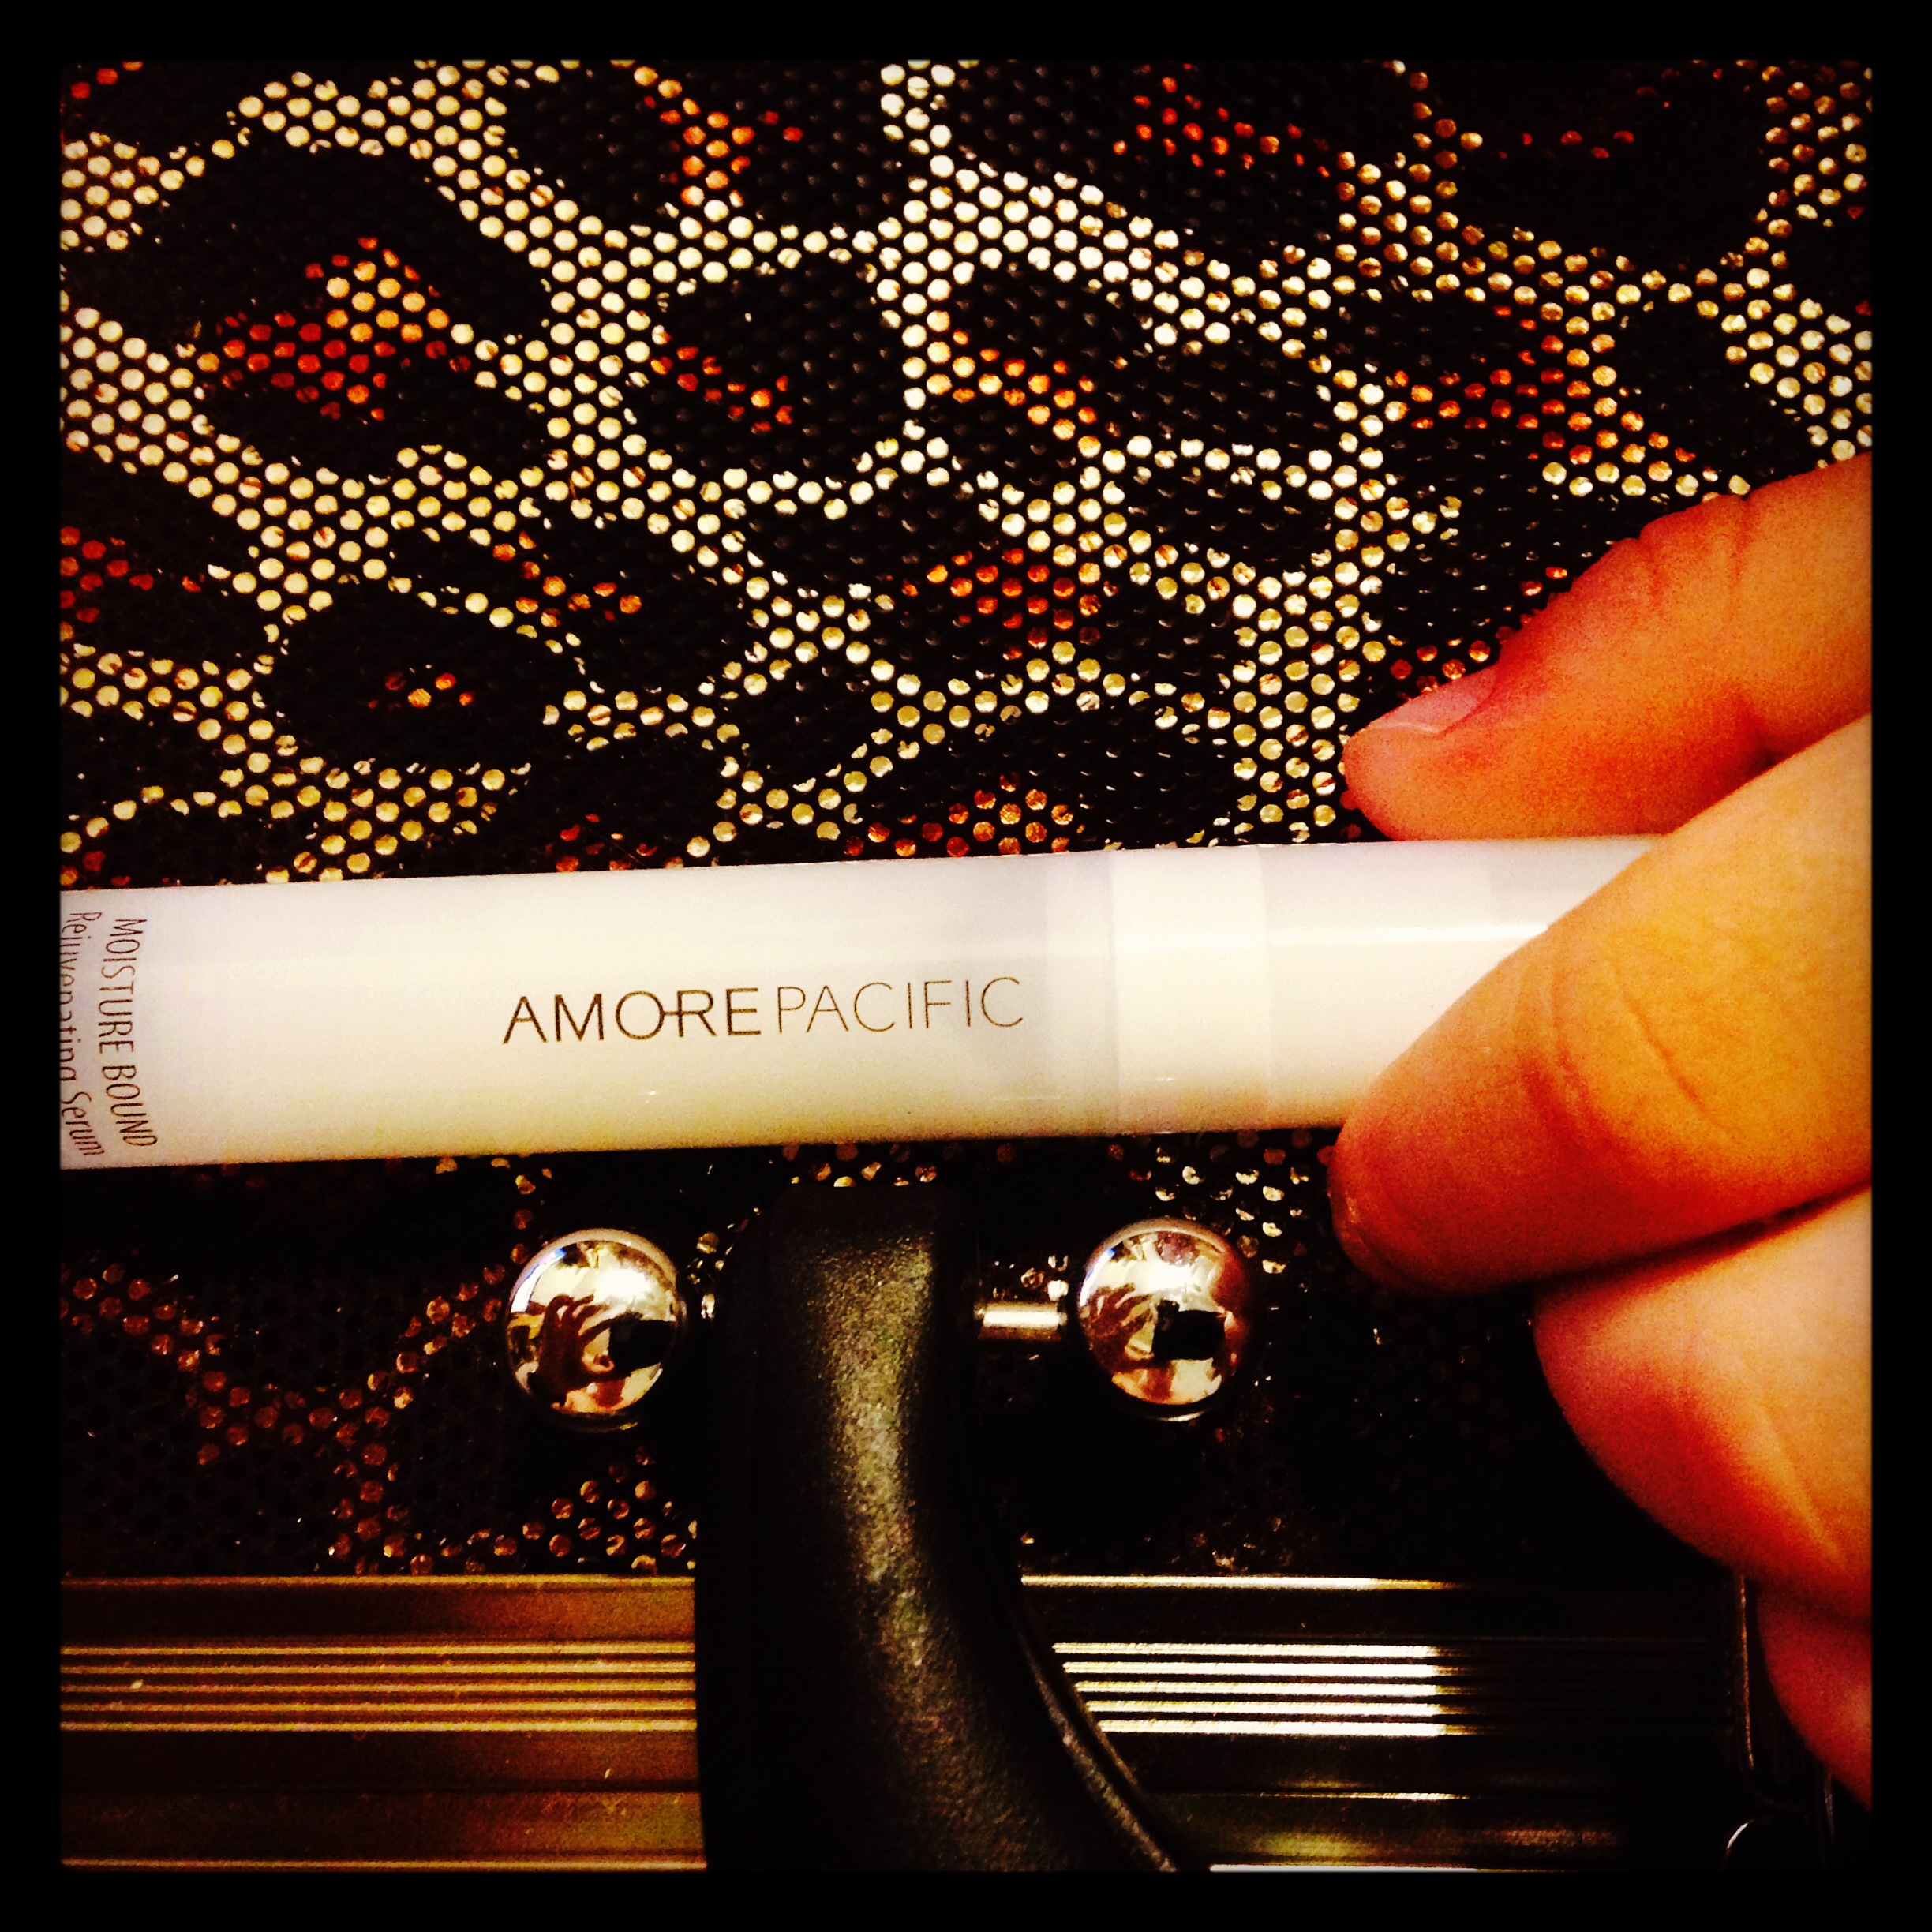 AMOREPACIFIC
MOISTURE BOUND
Rejuvenating Serum